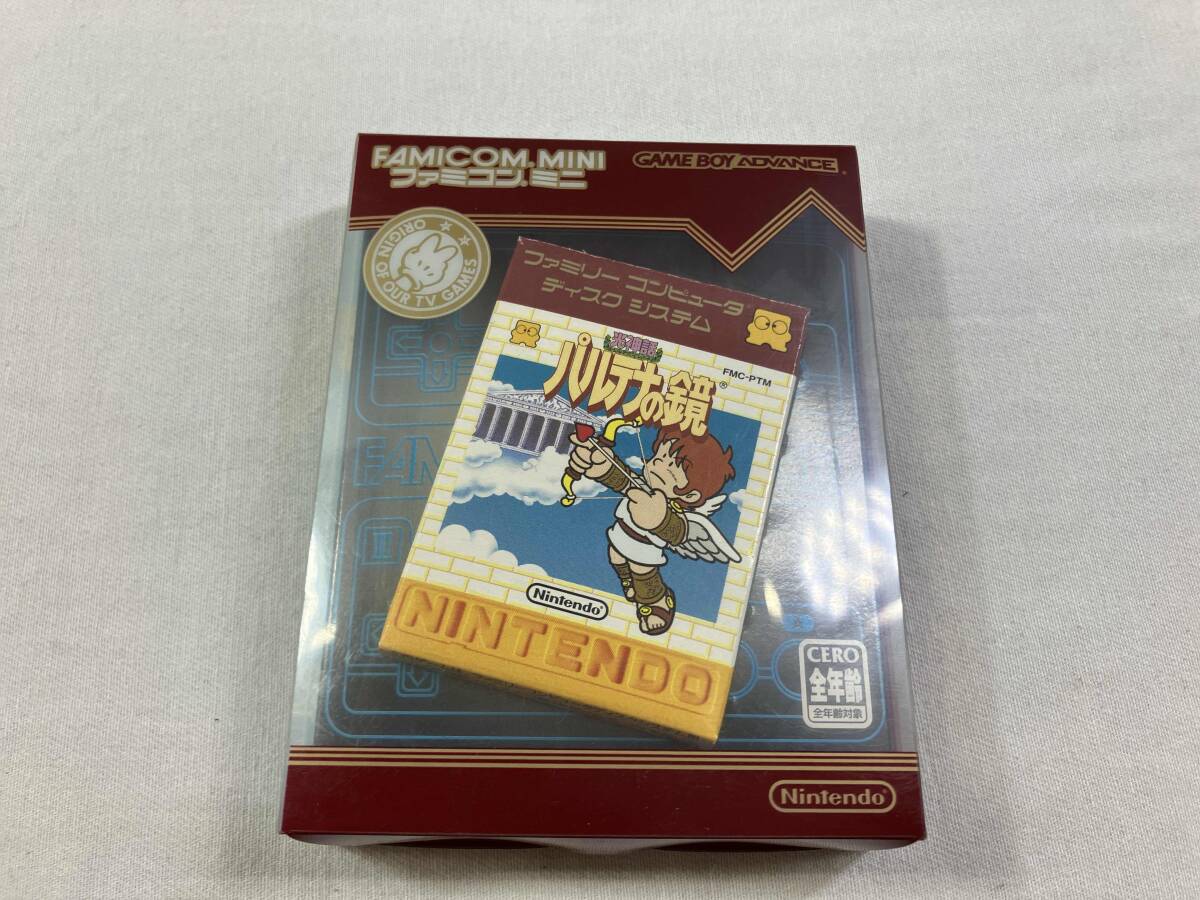 FAMICOM MINI
ファミコン ミニ
GAME BOY ADVANCE
ORIGIN OF OUR TV GAMES
ファミリー コンピュータ
ディスク システム
FMC-PTM
光神話
パルテナの鏡®
Nintendo®
NINTENDO
FAM
II
CERO
全年齢
全年齢対象
Nintendo